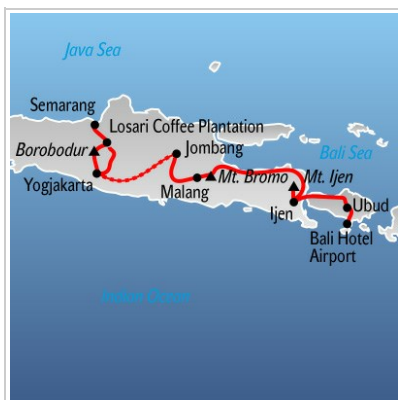 Java Sea
Semarang
Losari Coffee Plantation
Borobodur
Jombang
Bali Sea
Yogjakarta
Malang
Mt. Bromo
Mt. Ijen
Ijen
Ubud
Bali Hotel
Airport
Indian Ocean